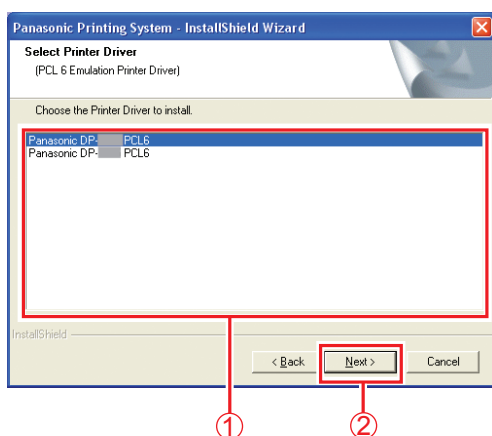 Panasonic Printing System - InstallShield Wizard
Select Printer Driver
(PCL 6 Emulation Printer Driver)
Choose the Printer Driver to install.
Panasonic DP- PCL6
Panasonic DP- PCL6
InstallShield
< Back Next > Cancel
① ②